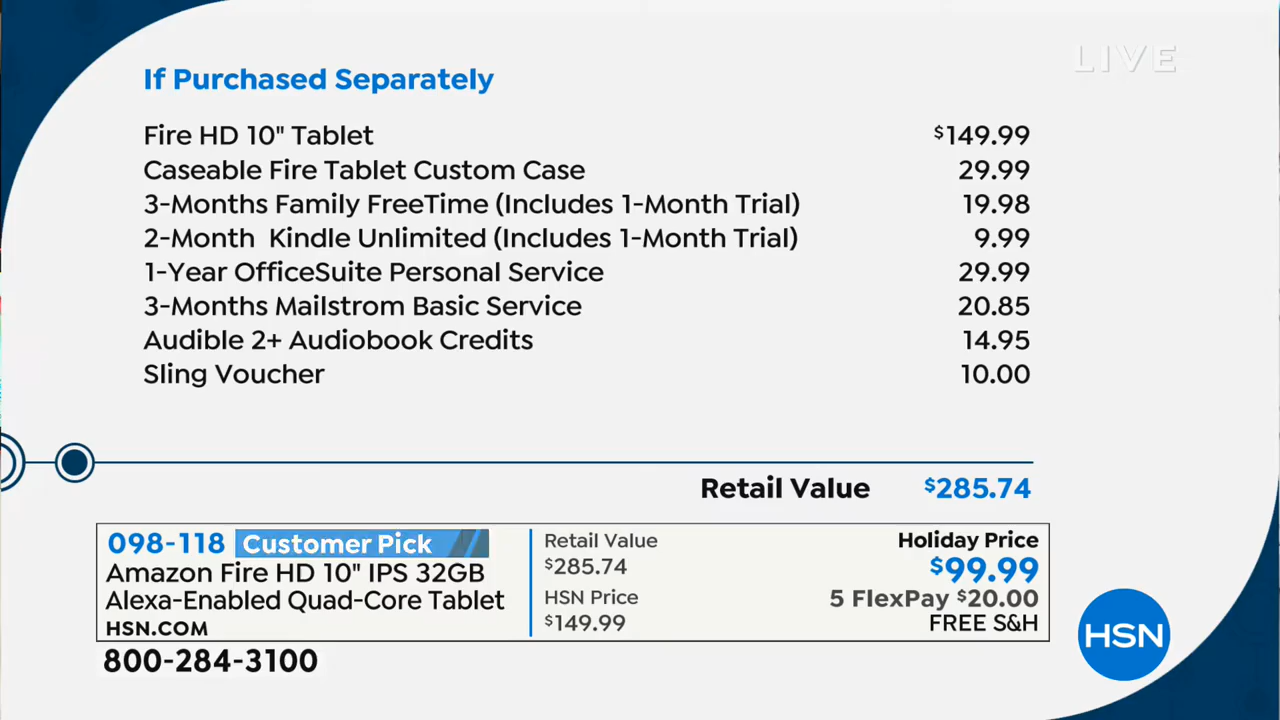 LIVE
If Purchased Separately
Fire HD 10" Tablet $149.99
Caseable Fire Tablet Custom Case 29.99
3-Months Family FreeTime (Includes 1-Month Trial) 19.98
2-Month Kindle Unlimited (Includes 1-Month Trial) 9.99
1-Year OfficeSuite Personal Service 29.99
3-Months Mailstrom Basic Service 20.85
Audible 2+ Audiobook Credits 14.95
Sling Voucher 10.00
Retail Value $285.74
098-118 Customer Pick
Amazon Fire HD 10" IPS 32GB
Alexa-Enabled Quad-Core Tablet
HSN.COM
Retail Value
$285.74
HSN Price
$149.99
Holiday Price
$99.99
5 FlexPay $20.00
FREE S&H
HSN
800-284-3100